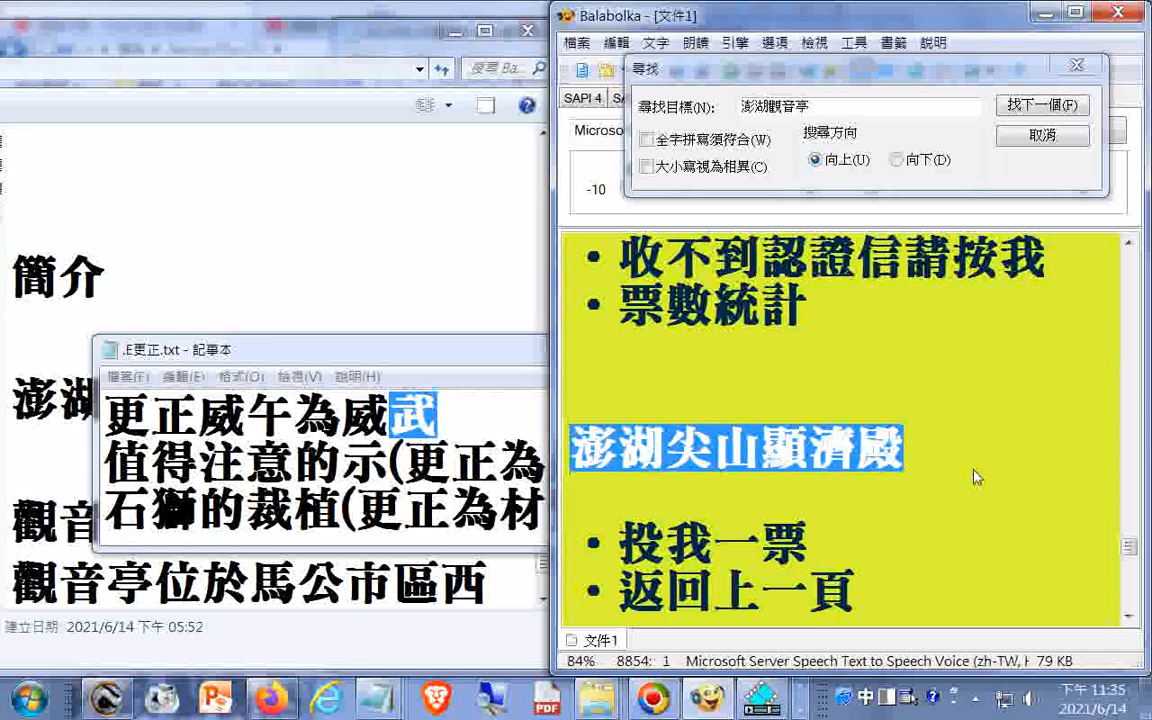 Balabolka - [文件1]
檔案 編輯 文字 朗讀 引擎 選項 檢視 工具 書籤 說明
搜尋 Ba...
尋找
尋找目標(N): 澎湖觀音亭
找下一個(F)
取消
全字拼寫須符合(W)
大小寫視為相異(C)
搜尋方向
向上(U) 向下(D)
SAPI 4
Microso
-10
簡介
澎湖
觀音
觀音亭位於馬公市區西
建立日期 2021/6/14 下午 05:52
.E更正.txt - 記事本
檔案(F) 編輯(E) 格式(O) 檢視(V) 說明(H)
更正威午為威武
值得注意的示(更正為
石獅的裁植(更正為材
• 收不到認證信請按我
• 票數統計
澎湖尖山顯濟殿
• 投我一票
• 返回上一頁
文件1
84% 8854: 1 Microsoft Server Speech Text to Speech Voice (zh-TW, 79 KB
中
下午 11:35
2021/6/14